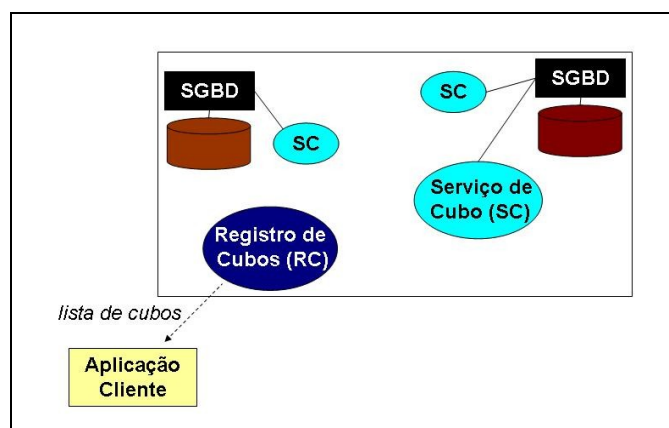 SGBD
SGBD
SC
SC
Serviço de
Cubo (SC)
Registro de
Cubos (RC)
lista de cubos
Aplicação
Cliente